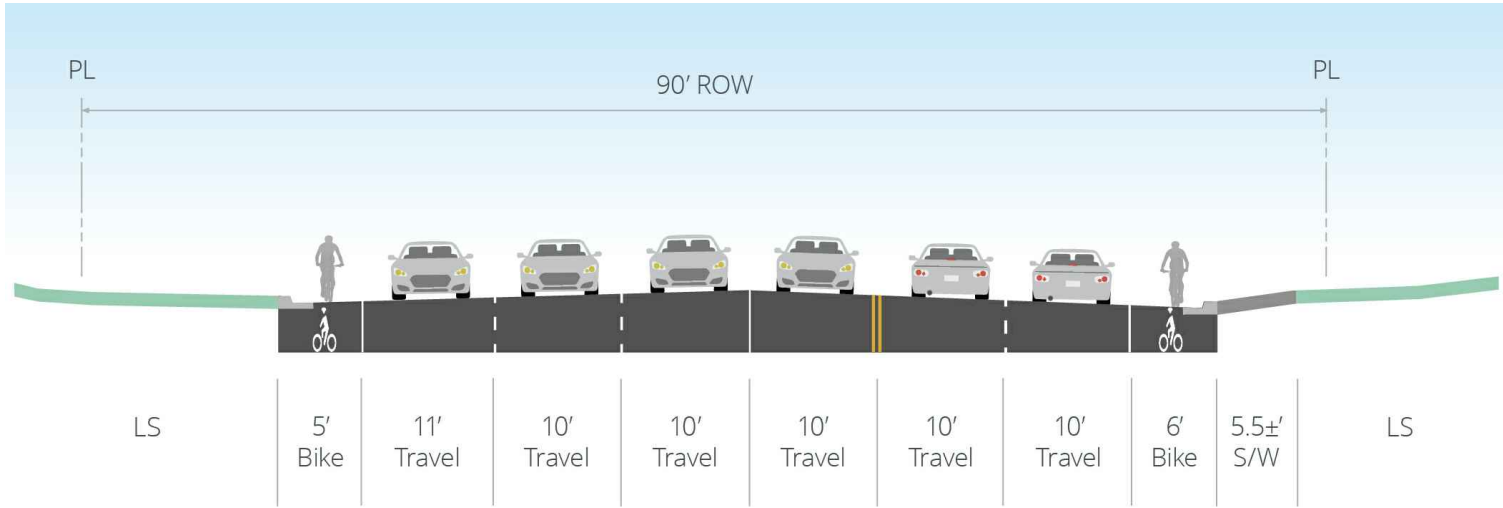 PL
PL
90’ ROW
LS
5’
Bike
11’
Travel
10’
Travel
10’
Travel
10’
Travel
10’
Travel
10’
Travel
6’
Bike
5.5±’
S/W
LS